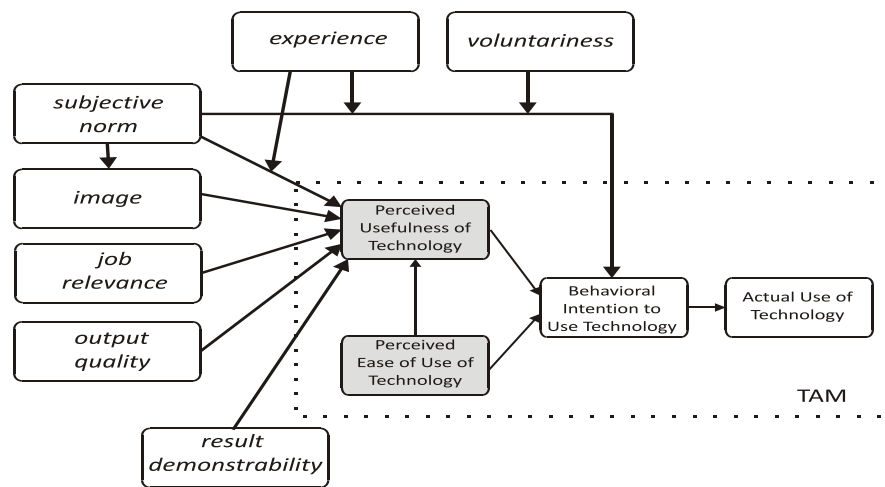 experience
voluntariness
subjective
norm
image
Perceived
Usefulness of
Technology
job
relevance
Behavioral
Intention to
Use Technology
Actual Use of
Technology
output
quality
Perceived
Ease of Use of
Technology
TAM
result
demonstrability